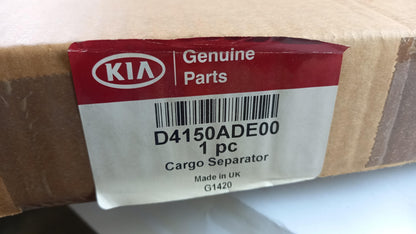 KIA
Genuine
Parts
D4150ADE00
1 pc
Cargo Separator
Made in UK
G1420